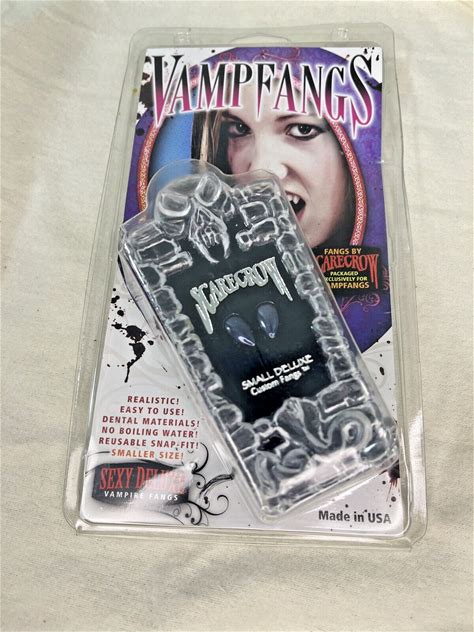 VAMPFANGS
FANGS BY
SCARECROW
PACKAGED
EXCLUSIVELY FOR
VAMPFANGS
SCARECROW
SMALL DELUXE
Custom Fangs™
REALISTIC!
EASY TO USE!
DENTAL MATERIALS!
NO BOILING WATER!
REUSABLE SNAP-FIT!
SMALLER SIZE!
SEXY DELUXE
VAMPIRE FANGS
Made in USA